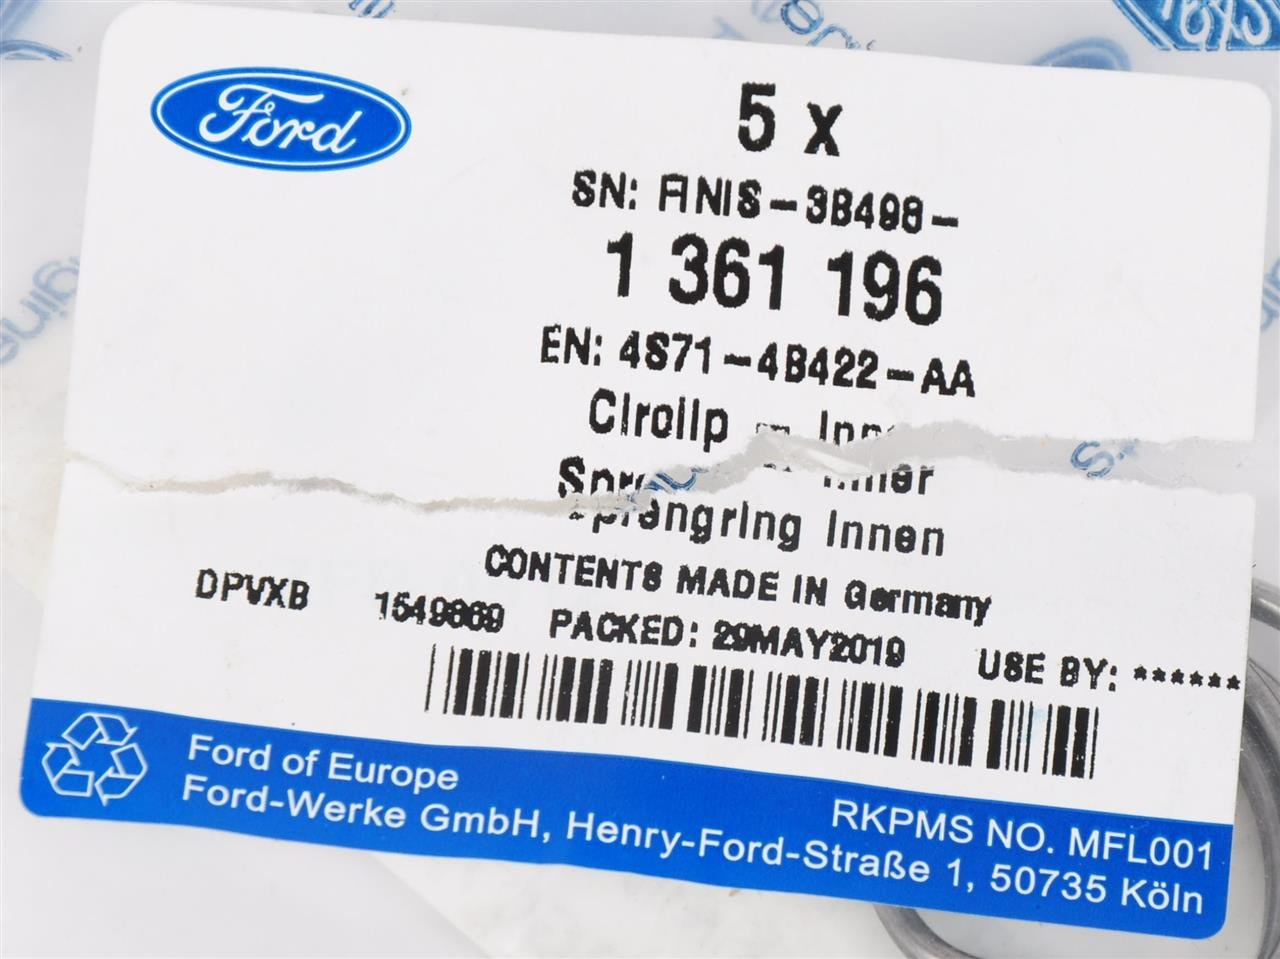 Ford
5 x
SN: FINIS-3B498-
1 361 196
EN: 4S71-4B422-AA
Circlip - Inner
Sprengring innen
CONTENTS MADE IN Germany
DPVXB 1549869 PACKED: 29MAY2019 USE BY: ******
Ford of Europe
RKPMS NO. MFL001
Ford-Werke GmbH, Henry-Ford-Straße 1, 50735 Köln